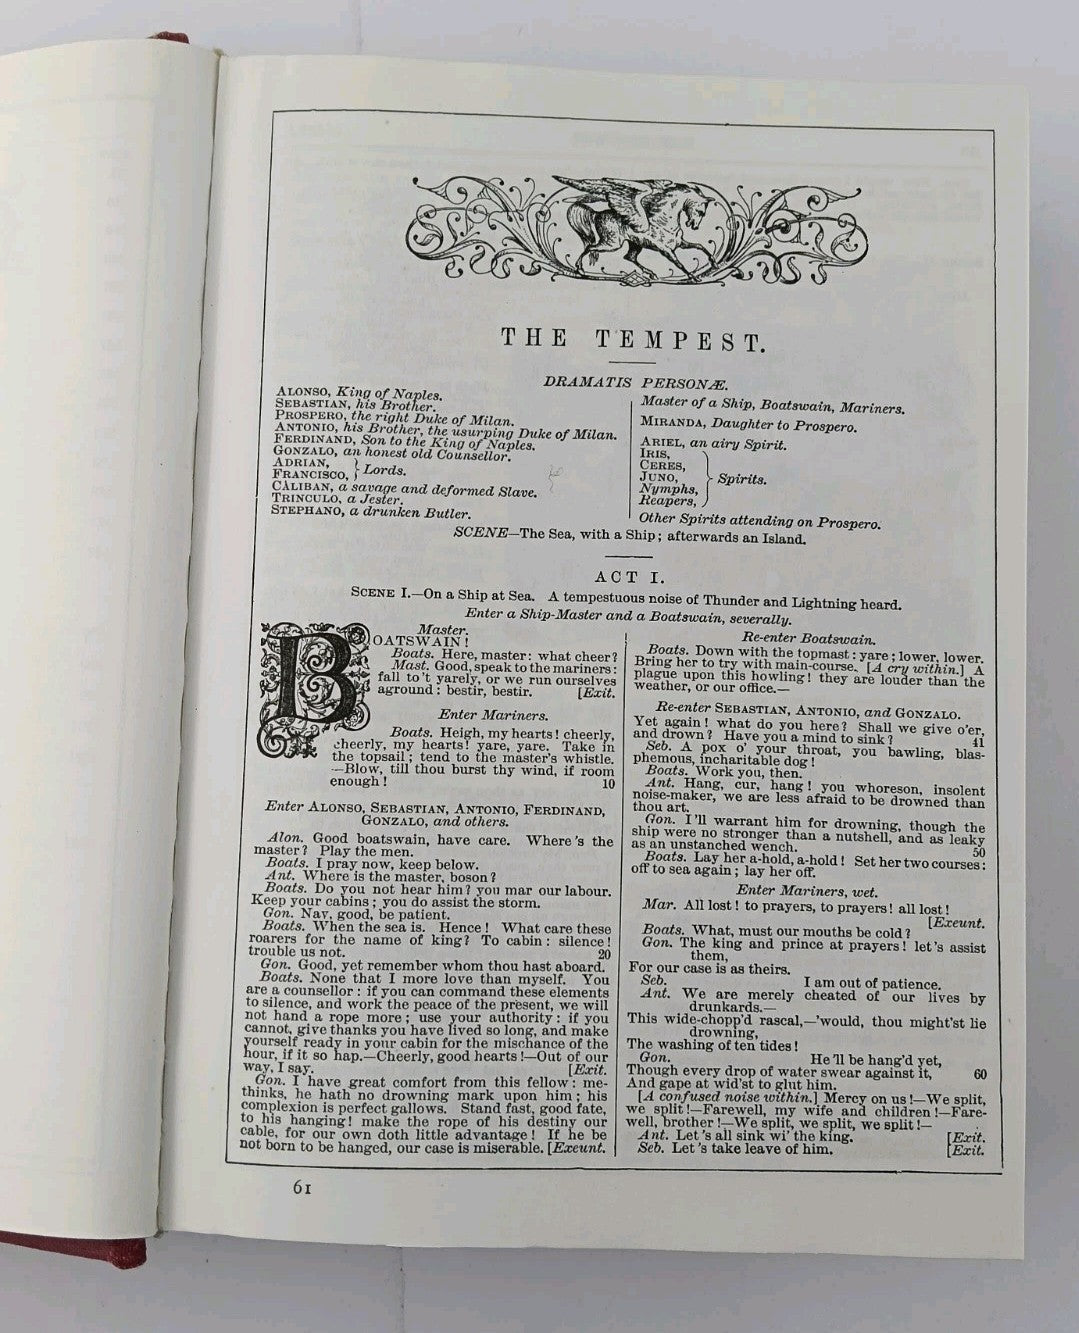 THE TEMPEST.
DRAMATIS PERSONÆ.
ALONSO, King of Naples.
SEBASTIAN, his Brother.
PROSPERO, the right Duke of Milan.
ANTONIO, his Brother, the usurping Duke of Milan.
FERDINAND, Son to the King of Naples.
GONZALO, an honest old Counsellor.
ADRIAN,
FRANCISCO, } Lords.
CALIBAN, a savage and deformed Slave.
TRINCULO, a Jester.
STEPHANO, a drunken Butler.
Master of a Ship, Boatswain, Mariners.
MIRANDA, Daughter to Prospero.
ARIEL, an airy Spirit.
IRIS,
CERES,
JUNO, } Spirits.
Nymphs,
Reapers,
Other Spirits attending on Prospero.
SCENE—The Sea, with a Ship; afterwards an Island.
ACT I.
SCENE I.—On a Ship at Sea. A tempestuous noise of Thunder and Lightning heard.
Enter a Ship-Master and a Boatswain, severally.
Master.
BOATSWAIN!
Boats. Here, master: what cheer?
Mast. Good, speak to the mariners:
fall to't yarely, or we run ourselves
aground: bestir, bestir. [Exit.
Enter Mariners.
Boats. Heigh, my hearts! cheerly,
cheerly, my hearts! yare, yare. Take in
the topsail; tend to the master's whistle.
—Blow, till thou burst thy wind, if room
enough! 10
Enter ALONSO, SEBASTIAN, ANTONIO, FERDINAND,
GONZALO, and others.
Alon. Good boatswain, have care. Where's the
master? Play the men.
Boats. I pray now, keep below.
Ant. Where is the master, boson?
Boats. Do you not hear him? you mar our labour.
Keep your cabins; you do assist the storm.
Gon. Nay, good, be patient.
Boats. When the sea is. Hence! What care these
roarers for the name of king? To cabin: silence!
trouble us not. 20
Gon. Good, yet remember whom thou hast aboard.
Boats. None that I more love than myself. You
are a counsellor: if you can command these elements
to silence, and work the peace of the present, we will
not hand a rope more; use your authority: if you
cannot, give thanks you have lived so long, and make
yourself ready in your cabin for the mischance of the
hour, if it so hap.—Cheerly, good hearts!—Out of our
way, I say. [Exit.
Gon. I have great comfort from this fellow: me-
thinks, he hath no drowning mark upon him; his
complexion is perfect gallows. Stand fast, good fate,
to his hanging! make the rope of his destiny our
cable, for our own doth little advantage! If he be
not born to be hanged, our case is miserable. [Exeunt.
Re-enter Boatswain.
Boats. Down with the topmast: yare; lower, lower.
Bring her to try with main-course. [A cry within.] A
plague upon this howling! they are louder than the
weather, or our office.—
Re-enter SEBASTIAN, ANTONIO, and GONZALO.
Yet again! what do you here? Shall we give o'er,
and drown? Have you a mind to sink? 41
Seb. A pox o' your throat, you bawling, blas-
phemous, incharitable dog!
Boats. Work you, then.
Ant. Hang, cur, hang! you whoreson, insolent
noise-maker, we are less afraid to be drowned than
thou art.
Gon. I'll warrant him for drowning, though the
ship were no stronger than a nutshell, and as leaky
as an unstanched wench. 50
Boats. Lay her a-hold, a-hold! Set her two courses:
off to sea again; lay her off.
Enter Mariners, wet.
Mar. All lost! to prayers, to prayers! all lost!
[Exeunt.
Boats. What, must our mouths be cold?
Gon. The king and prince at prayers! let's assist
them,
For our case is as theirs.
Seb. I am out of patience.
Ant. We are merely cheated of our lives by
drunkards.—
This wide-chopp'd rascal,—'would, thou might'st lie
drowning,
The washing of ten tides!
Gon. He'll be hang'd yet,
Though every drop of water swear against it, 60
And gape at wid'st to glut him.
[A confused noise within.] Mercy on us!—We split,
we split!—Farewell, my wife and children!—Fare-
well, brother!—We split, we split, we split!—
Ant. Let's all sink wi' the king. [Exit.
Seb. Let's take leave of him. [Exit.
61